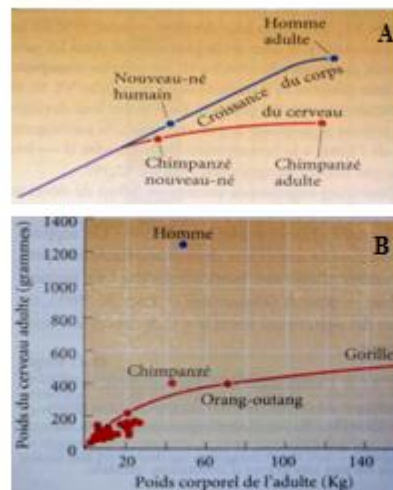 A
Homme
adulte
Nouveau-né
humain
Croissance du corps
du cerveau
Chimpanzé
nouveau-né
Chimpanzé
adulte
B
Poids du cerveau adulte (grammes)
1400
1200
1000
800
600
400
200
0
Homme
Gorille
Chimpanzé
Orang-outang
20
60
100
140
Poids corporel de l'adulte (Kg)